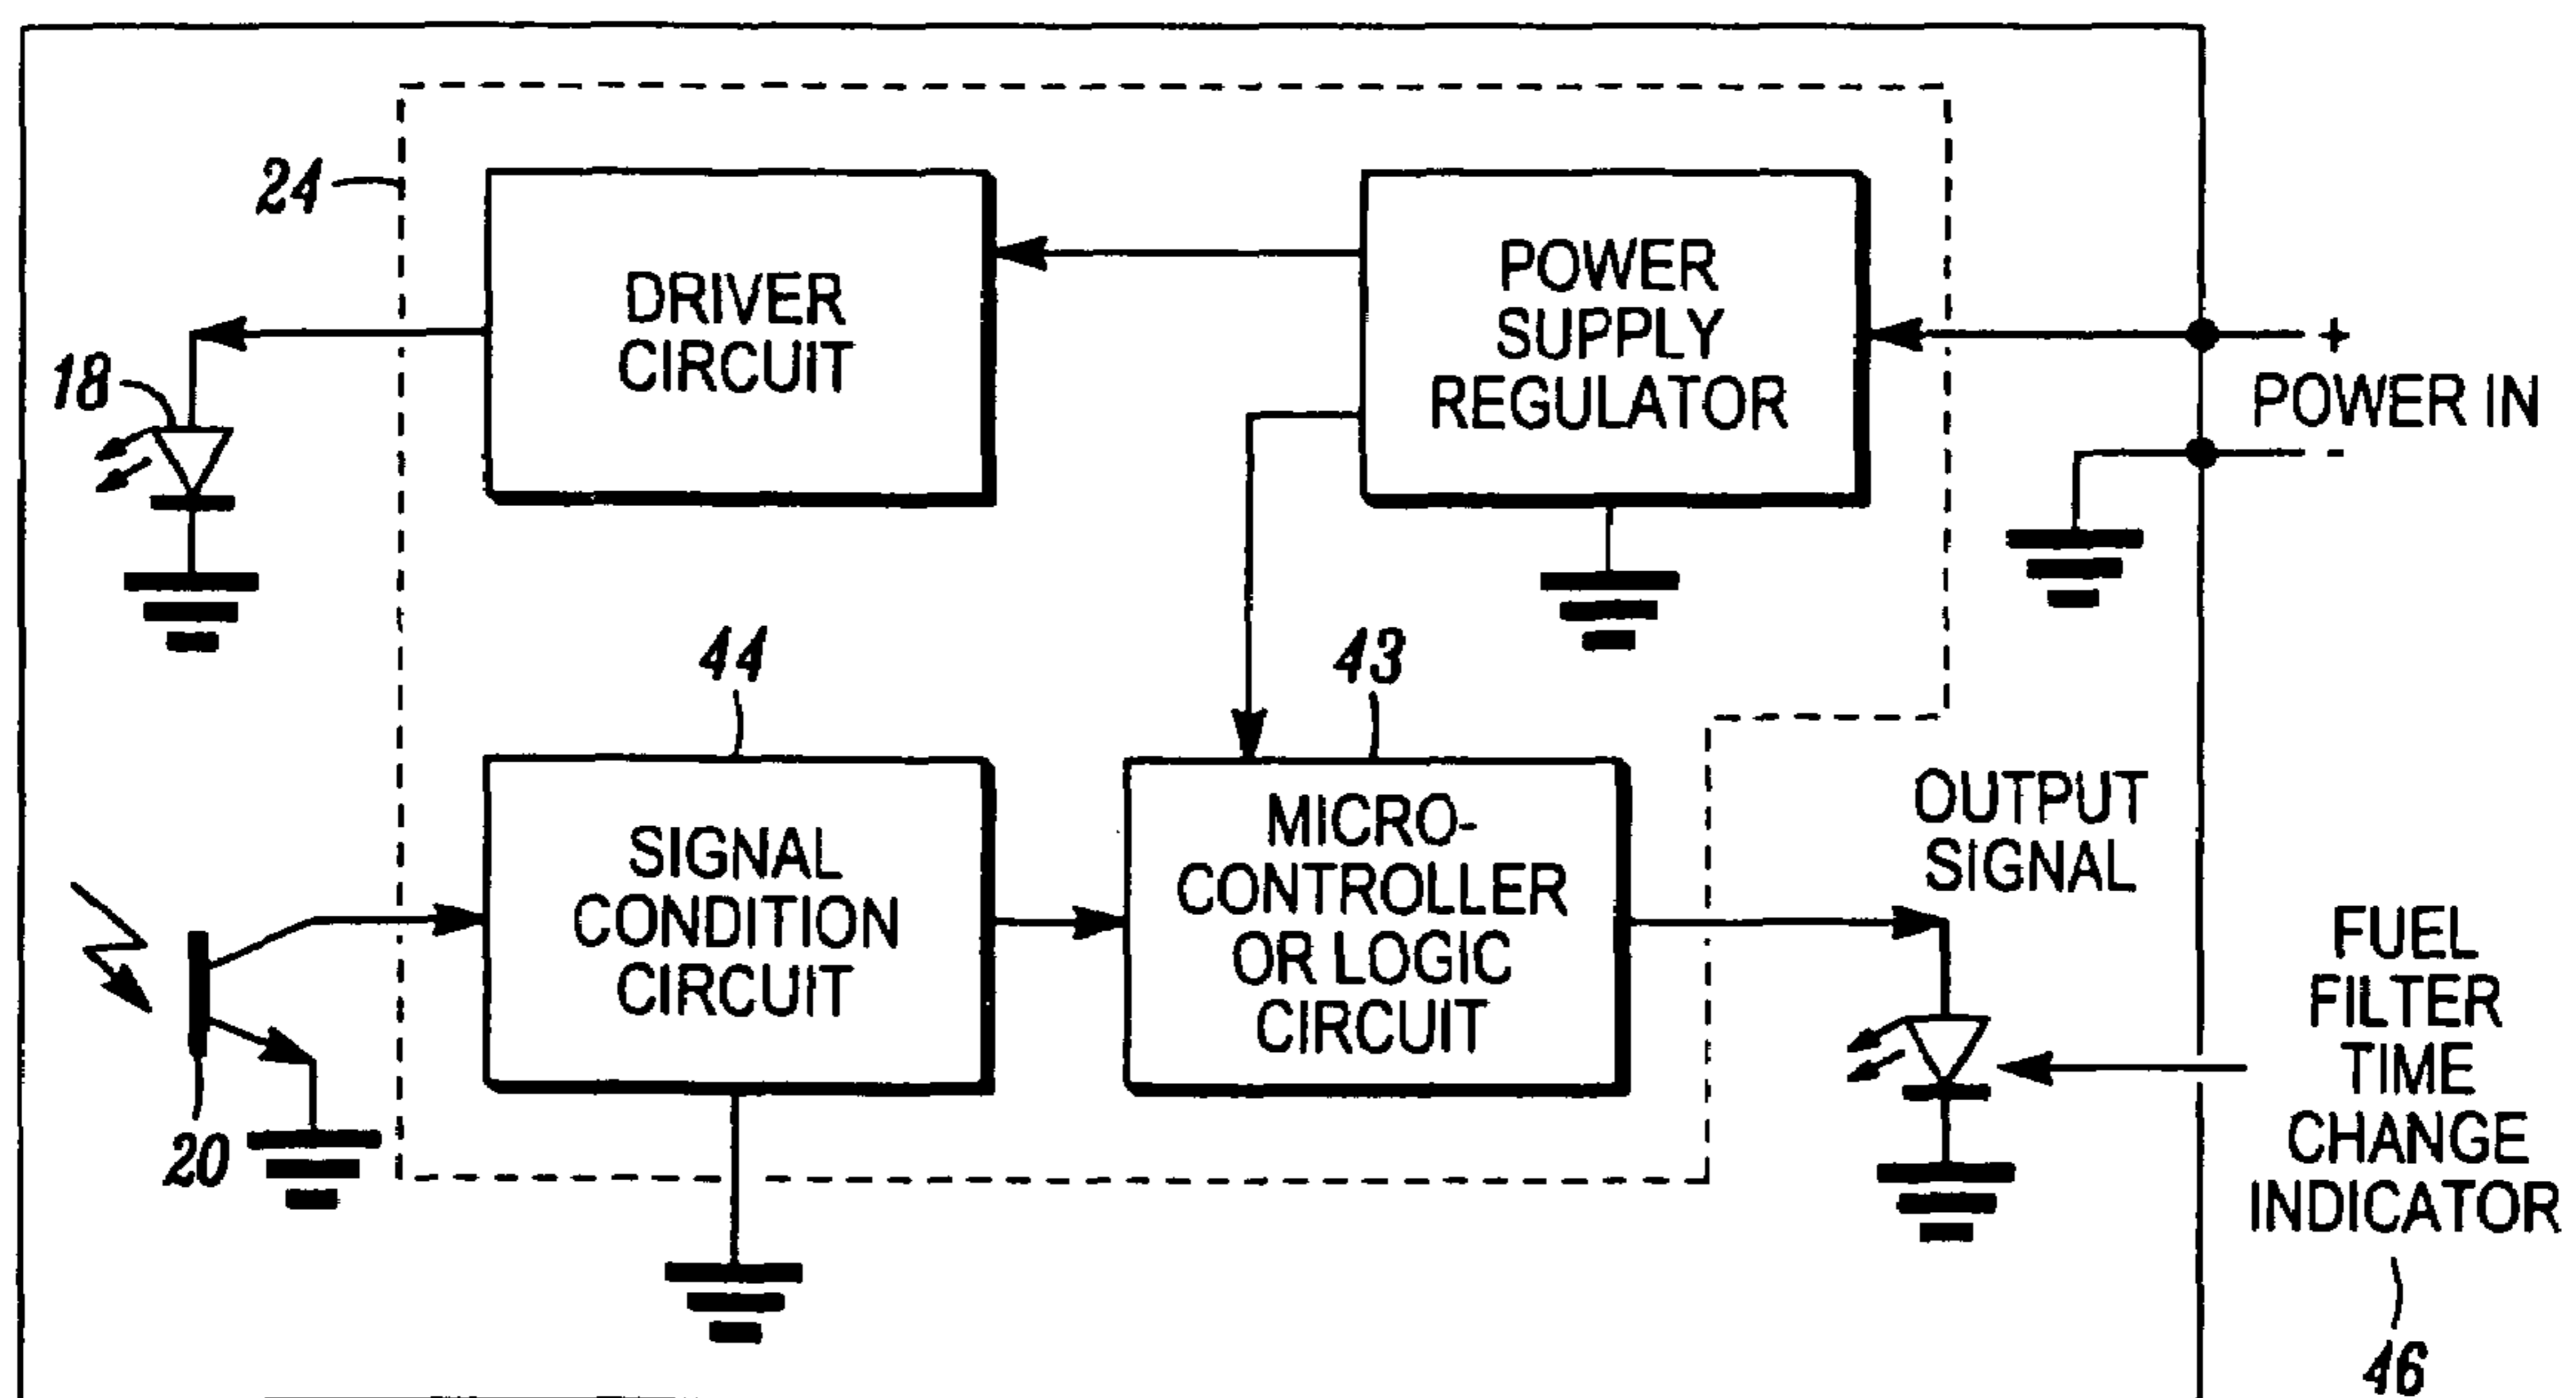 24
DRIVER
CIRCUIT
POWER
SUPPLY
REGULATOR
+
POWER IN
-
18
44
43
SIGNAL
CONDITION
CIRCUIT
MICRO-
CONTROLLER
OR LOGIC
CIRCUIT
OUTPUT
SIGNAL
20
FUEL
FILTER
TIME
CHANGE
INDICATOR
46